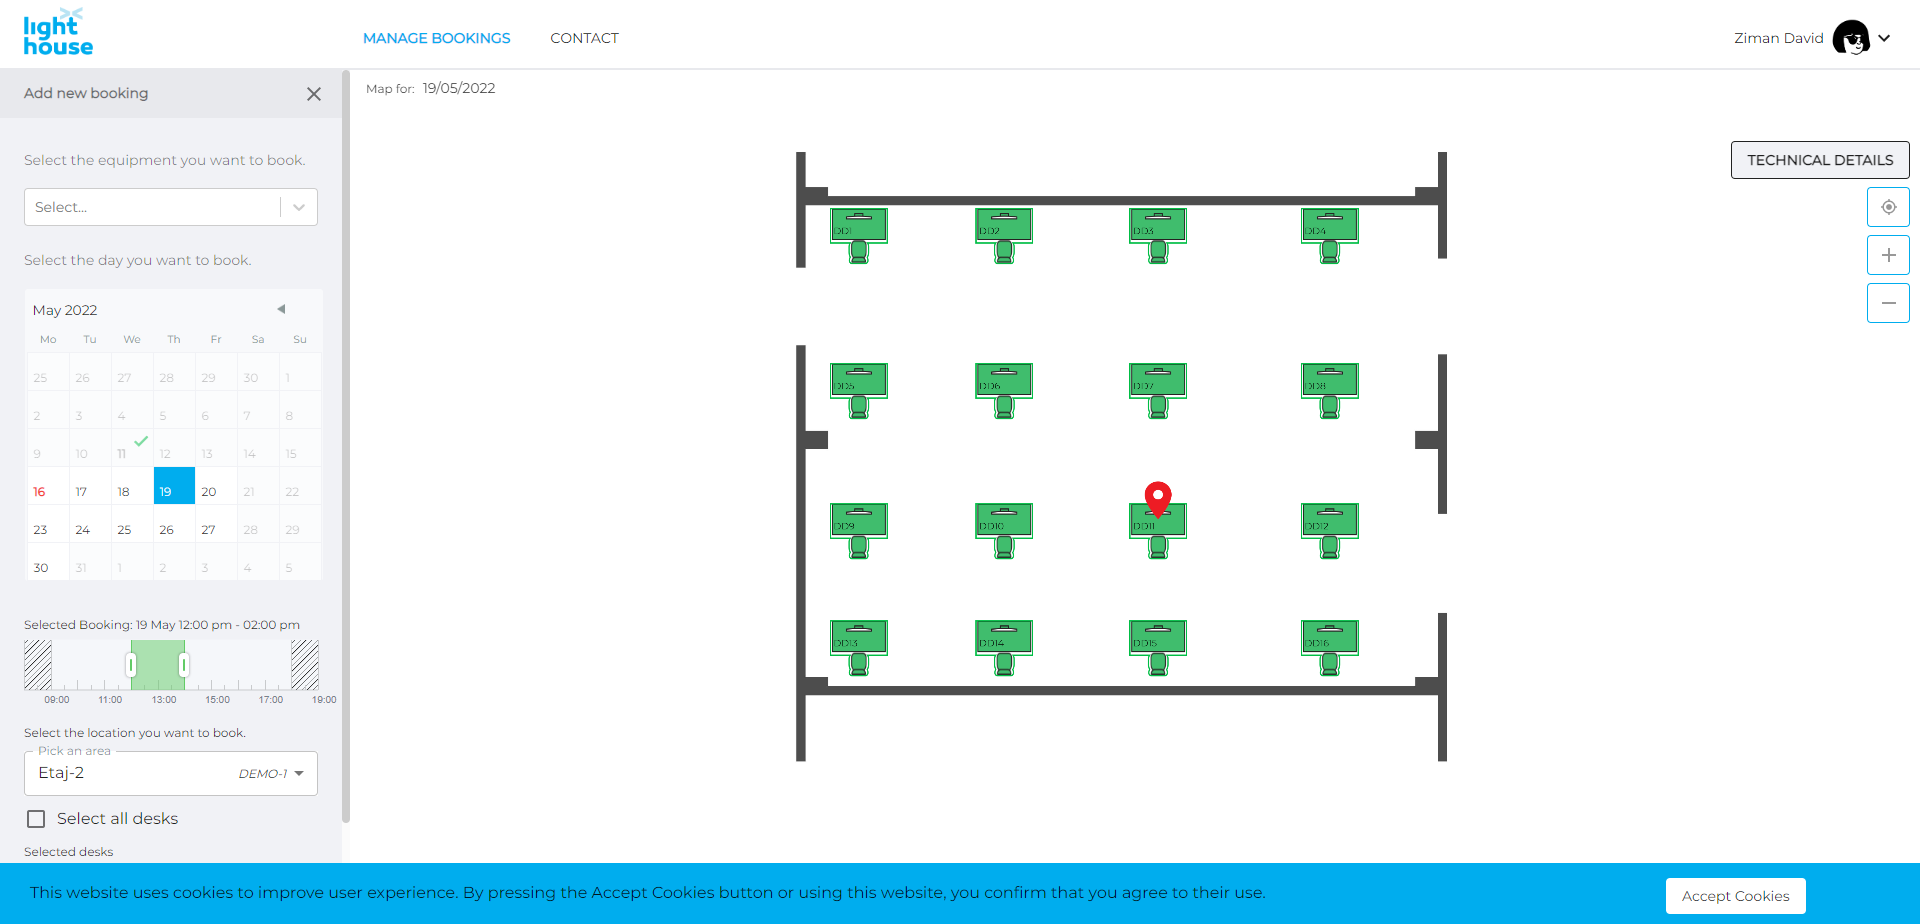 light
house
MANAGE BOOKINGS
CONTACT
Ziman David
Add new booking
Map for: 19/05/2022
Select the equipment you want to book.
Select...
Select the day you want to book.
May 2022
Mo Tu We Th Fr Sa Su
25 26 27 28 29 30 1
2 3 4 5 6 7 8
9 10 11 12 13 14 15
16 17 18 19 20 21 22
23 24 25 26 27 28 29
30 31 1 2 3 4 5
Selected Booking: 19 May 12:00 pm - 02:00 pm
09:00 11:00 13:00 15:00 17:00 19:00
Select the location you want to book.
Pick an area
Etaj-2 DEMO-1
Select all desks
Selected desks
TECHNICAL DETAILS
DD1 DD2 DD3 DD4
DD5 DD6 DD7 DD8
DD9 DD10 DD11 DD12
DD13 DD14 DD15 DD16
This website uses cookies to improve user experience. By pressing the Accept Cookies button or using this website, you confirm that you agree to their use.
Accept Cookies